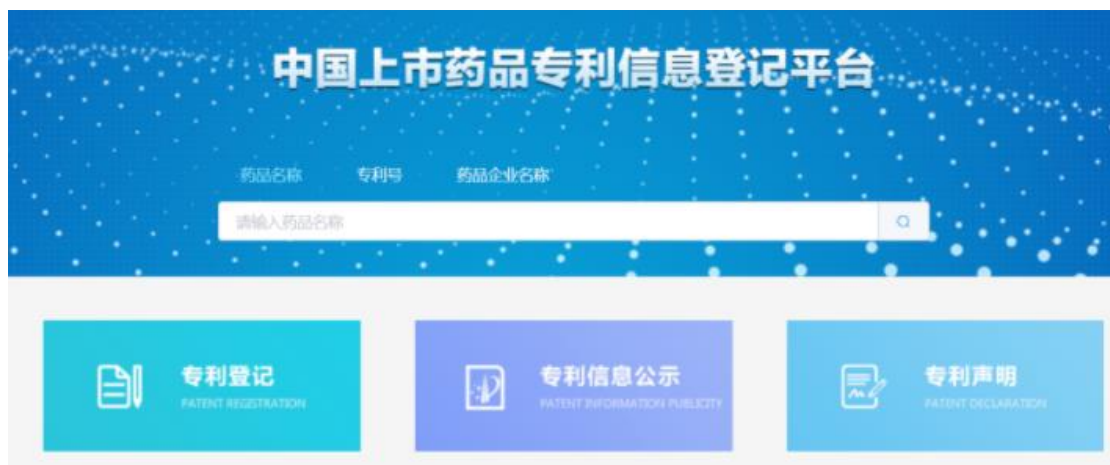 中国上市药品专利信息登记平台
药品名称 专利号 药品企业名称
请输入药品名称
专利登记
PATENT REGISTRATION
专利信息公示
PATENT INFORMATION PUBLICITY
专利声明
PATENT DECLARATION